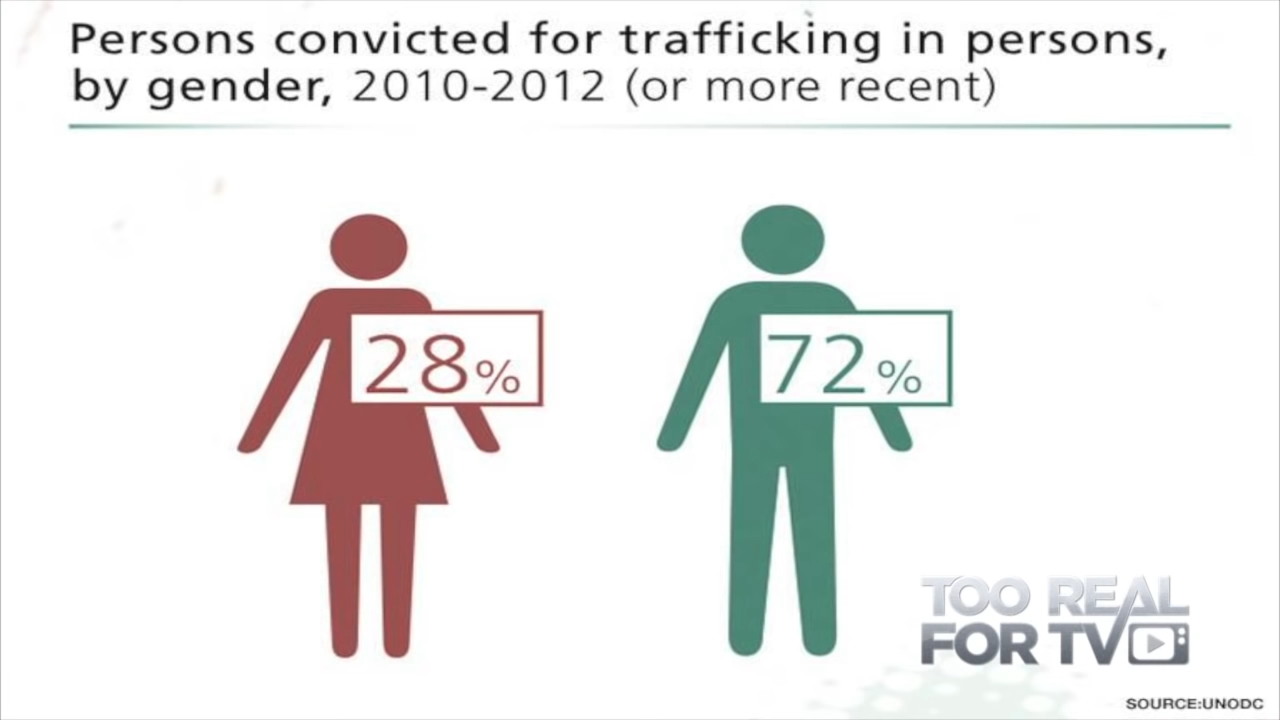 Persons convicted for trafficking in persons,
by gender, 2010-2012 (or more recent)
28%
72%
TOO REAL
FOR TV
SOURCE:UNODC